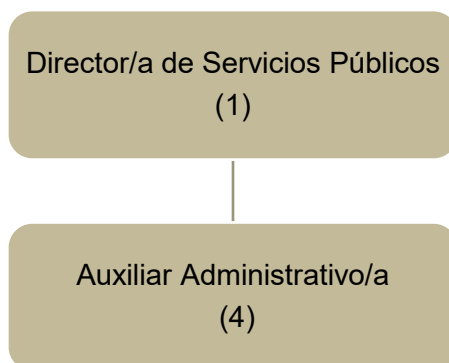 Director/a de Servicios Públicos
(1)
Auxiliar Administrativo/a
(4)